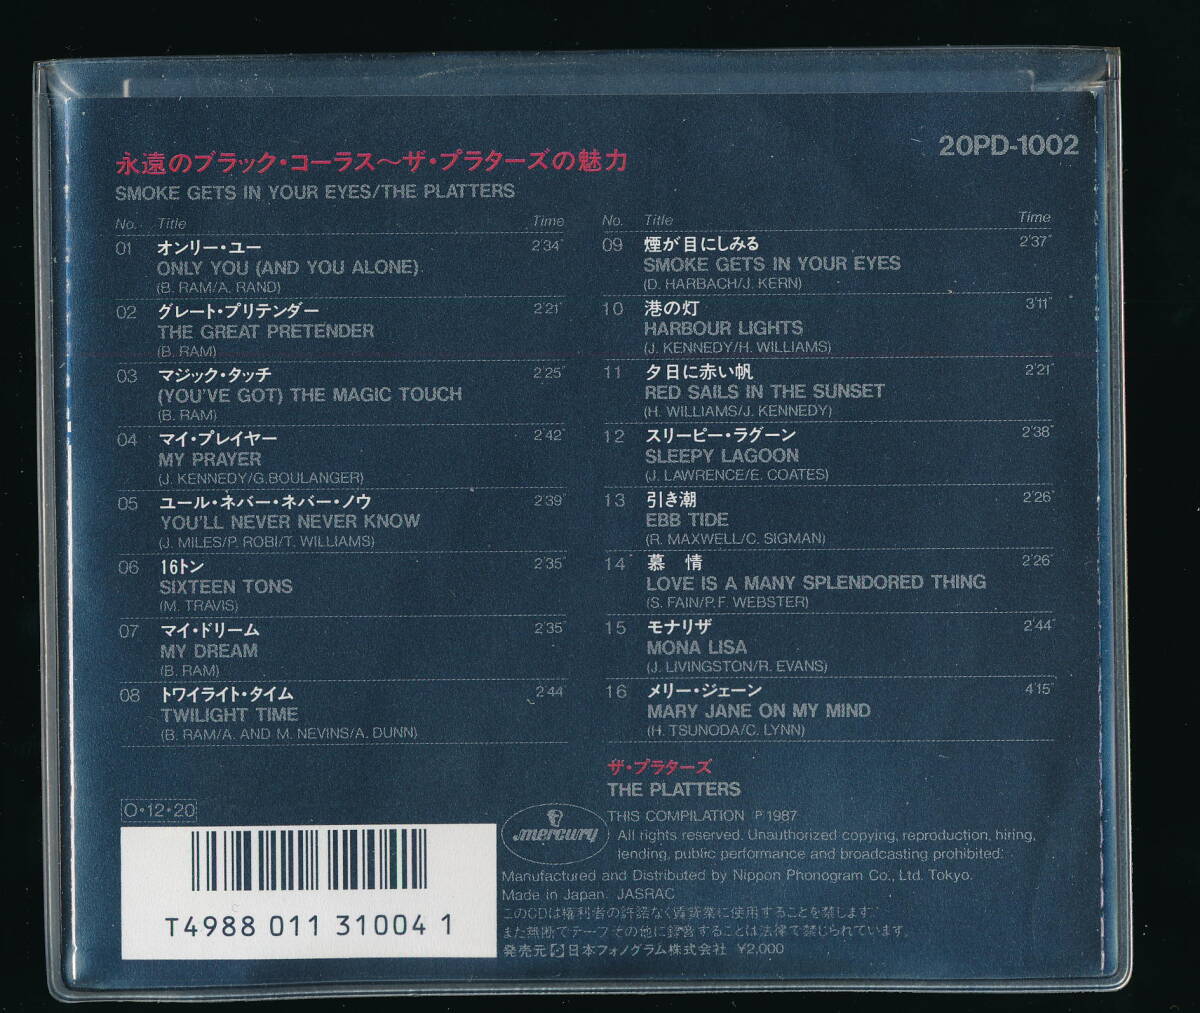 20PD-1002
永遠のブラック・コーラス〜ザ・プラターズの魅力
SMOKE GETS IN YOUR EYES/THE PLATTERS
No. Title Time
01 オンリー・ユー 2'34"
ONLY YOU (AND YOU ALONE)
(B. RAM/A. RAND)
02 グレート・プリテンダー 2'21"
THE GREAT PRETENDER
(B. RAM)
03 マジック・タッチ 2'25"
(YOU'VE GOT) THE MAGIC TOUCH
(B. RAM)
04 マイ・プレイヤー 2'42"
MY PRAYER
(J. KENNEDY/G.BOULANGER)
05 ユール・ネバー・ネバー・ノウ 2'39"
YOU'LL NEVER NEVER KNOW
(J. MILES/P. ROBI/T. WILLIAMS)
06 16トン 2'35"
SIXTEEN TONS
(M. TRAVIS)
07 マイ・ドリーム 2'35"
MY DREAM
(B. RAM)
08 トワイライト・タイム 2'44"
TWILIGHT TIME
(B. RAM/A. AND M. NEVINS/A. DUNN)
No. Title Time
09 煙が目にしみる 2'37"
SMOKE GETS IN YOUR EYES
(D. HARBACH/J. KERN)
10 港の灯 3'11"
HARBOUR LIGHTS
(J. KENNEDY/H. WILLIAMS)
11 夕日に赤い帆 2'21"
RED SAILS IN THE SUNSET
(H. WILLIAMS/J. KENNEDY)
12 スリーピー・ラグーン 2'38"
SLEEPY LAGOON
(J. LAWRENCE/E. COATES)
13 引き潮 2'26"
EBB TIDE
(R. MAXWELL/C. SIGMAN)
14 慕 情 2'26"
LOVE IS A MANY SPLENDORED THING
(S. FAIN/P.F. WEBSTER)
15 モナリザ 2'44"
MONA LISA
(J. LIVINGSTON/R. EVANS)
16 メリー・ジェーン 4'15"
MARY JANE ON MY MIND
(H. TSUNODA/C. LYNN)
ザ・プラターズ
THE PLATTERS
O・12・20
T4988 011 31004 1
mercury
THIS COMPILATION P 1987
All rights reserved. Unauthorized copying, reproduction, hiring,
lending, public performance and broadcasting prohibited.
Manufactured and Distributed by Nippon Phonogram Co., Ltd. Tokyo.
Made in Japan. JASRAC
このCDは権利者の許諾なく賃貸業に使用することを禁します。
また無断でテープその他に録音することは法律で禁じられています。
発売元 日本フォノグラム株式会社 ¥2,000